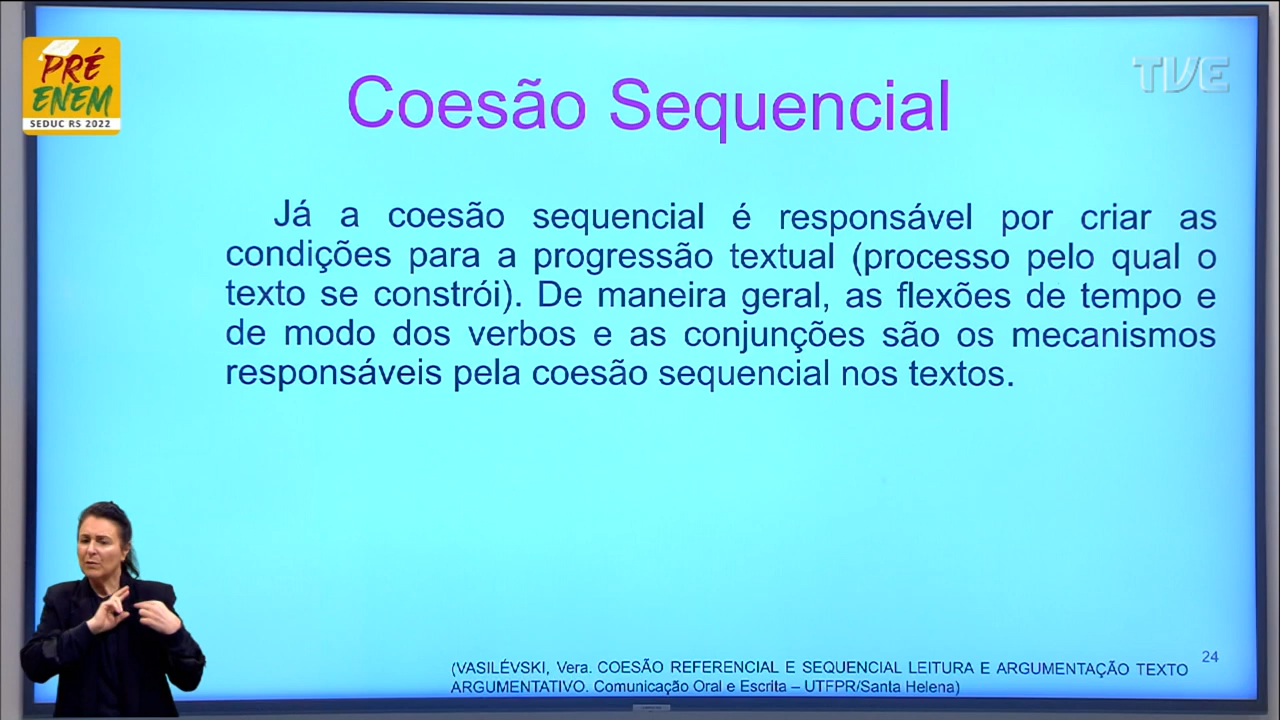 PRÉ
ENEM
SEDUC RS 2022
TVE
Coesão Sequencial
Já a coesão sequencial é responsável por criar as
condições para a progressão textual (processo pelo qual o
texto se constrói). De maneira geral, as flexões de tempo e
de modo dos verbos e as conjunções são os mecanismos
responsáveis pela coesão sequencial nos textos.
24
(VASILÉVSKI, Vera. COESÃO REFERENCIAL E SEQUENCIAL LEITURA E ARGUMENTAÇÃO TEXTO
ARGUMENTATIVO. Comunicação Oral e Escrita – UTFPR/Santa Helena)